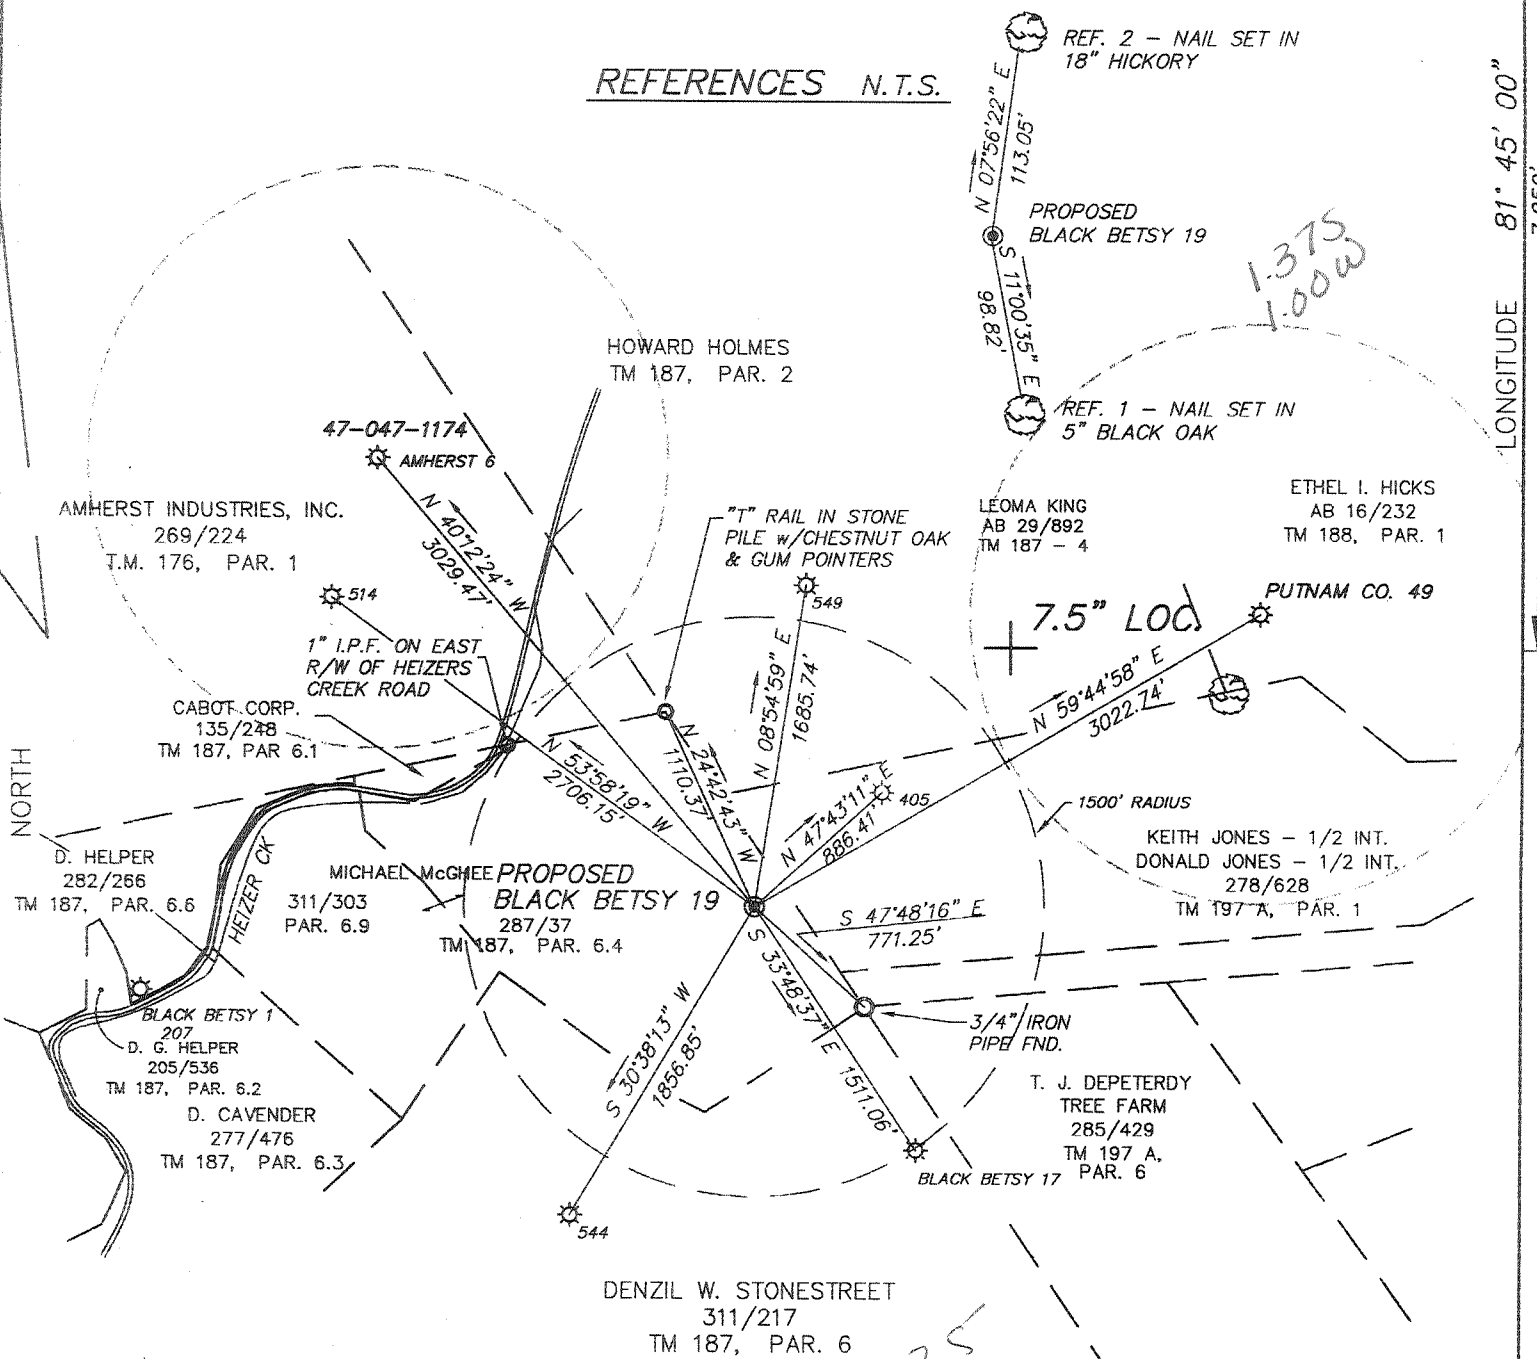 REFERENCES N.T.S.
REF. 2 – NAIL SET IN
18" HICKORY
N 07°56'22" E
113.05'
PROPOSED
BLACK BETSY 19
S 11°00'35" E
98.82'
REF. 1 – NAIL SET IN
5" BLACK OAK
1.37S
1.00W
LONGITUDE 81° 45' 00"
HOWARD HOLMES
TM 187, PAR. 2
47-047-1174
AMHERST 6
AMHERST INDUSTRIES, INC.
269/224
T.M. 176, PAR. 1
N 40°12'24" W
3029.47'
"T" RAIL IN STONE
PILE w/CHESTNUT OAK
& GUM POINTERS
LEOMA KING
AB 29/892
TM 187 – 4
ETHEL I. HICKS
AB 16/232
TM 188, PAR. 1
514
549
PUTNAM CO. 49
7.5" LOC.
1" I.P.F. ON EAST
R/W OF HEIZERS
CREEK ROAD
CABOT CORP.
135/248
TM 187, PAR 6.1
N 53°58'19" W
2706.15'
N 24°42'43" W
1110.37'
N 08°54'59" E
1685.74'
N 47°43'11" E
886.41'
405
N 59°44'58" E
3022.74'
1500' RADIUS
NORTH
KEITH JONES – 1/2 INT.
DONALD JONES – 1/2 INT.
278/628
TM 197 A, PAR. 1
D. HELPER
282/266
TM 187, PAR. 6.6
HEIZER CK
MICHAEL McGHEE
311/303
PAR. 6.9
PROPOSED
BLACK BETSY 19
287/37
TM 187, PAR. 6.4
S 47°48'16" E
771.25'
S 33°48'37" E
1511.06'
S 30°38'13" W
1856.85'
3/4" IRON
PIPE FND.
BLACK BETSY 1
207
D. G. HELPER
205/536
TM 187, PAR. 6.2
D. CAVENDER
277/476
TM 187, PAR. 6.3
T. J. DEPETERDY
TREE FARM
285/429
TM 197 A,
PAR. 6
BLACK BETSY 17
544
DENZIL W. STONESTREET
311/217
TM 187, PAR. 6